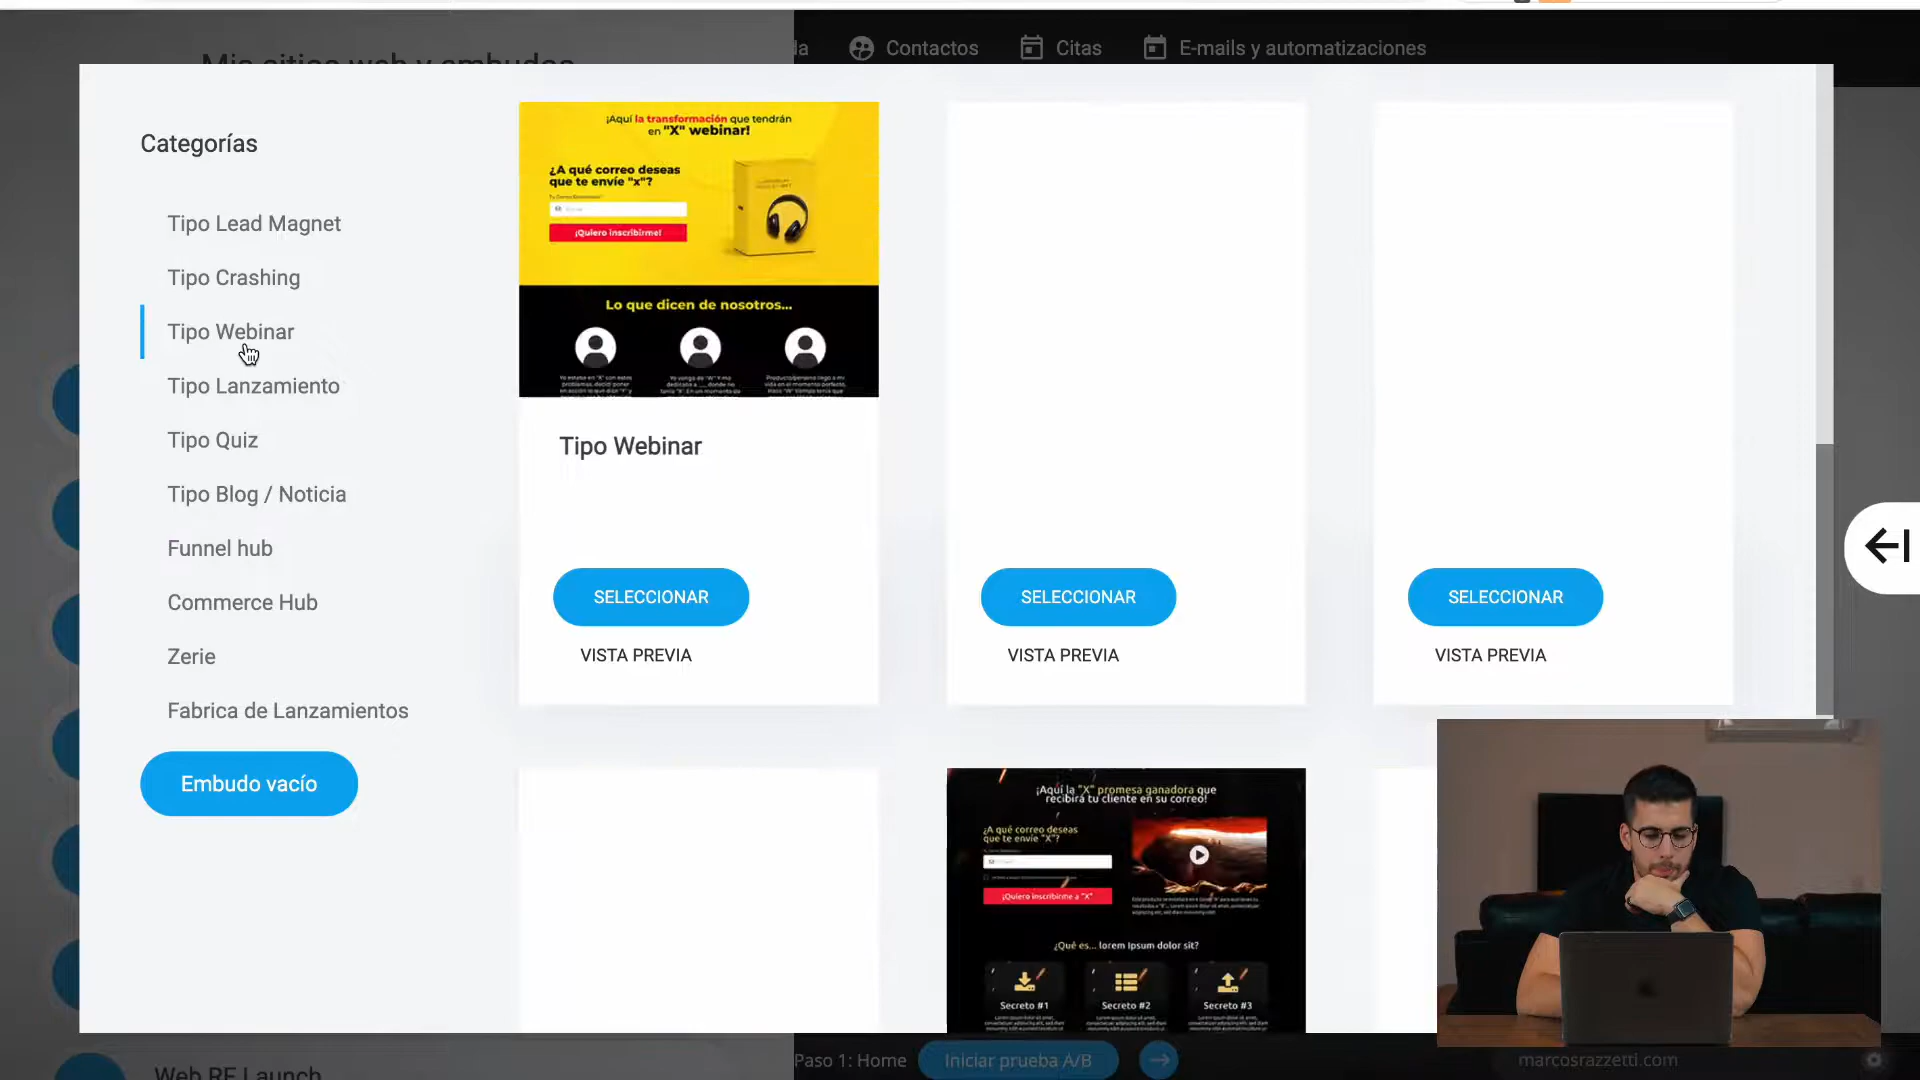 Mis sitios web y embudos
da
Contactos
Citas
E-mails y automatizaciones
Categorías
Tipo Lead Magnet
Tipo Crashing
Tipo Webinar
Tipo Lanzamiento
Tipo Quiz
Tipo Blog / Noticia
Funnel hub
Commerce Hub
Zerie
Fabrica de Lanzamientos
Embudo vacío
¡Aquí la transformación que tendrán
en "X" webinar!
¿A qué correo deseas
que te envíe "x"?
¡Quiero inscribirme!
Lo que dicen de nosotros...
Tipo Webinar
SELECCIONAR
VISTA PREVIA
SELECCIONAR
VISTA PREVIA
SELECCIONAR
VISTA PREVIA
¡Aquí la "X" promesa ganadora que
recibirá tu cliente en su correo!
¿A qué correo deseas
que te envíe "X"?
¡Quiero inscribirme a "X"
¿Qué es... lorem ipsum dolor sit?
Secreto #1
Secreto #2
Secreto #3
Web RF Launch
Paso 1: Home
Iniciar prueba A/B
marcosrazzetti.com